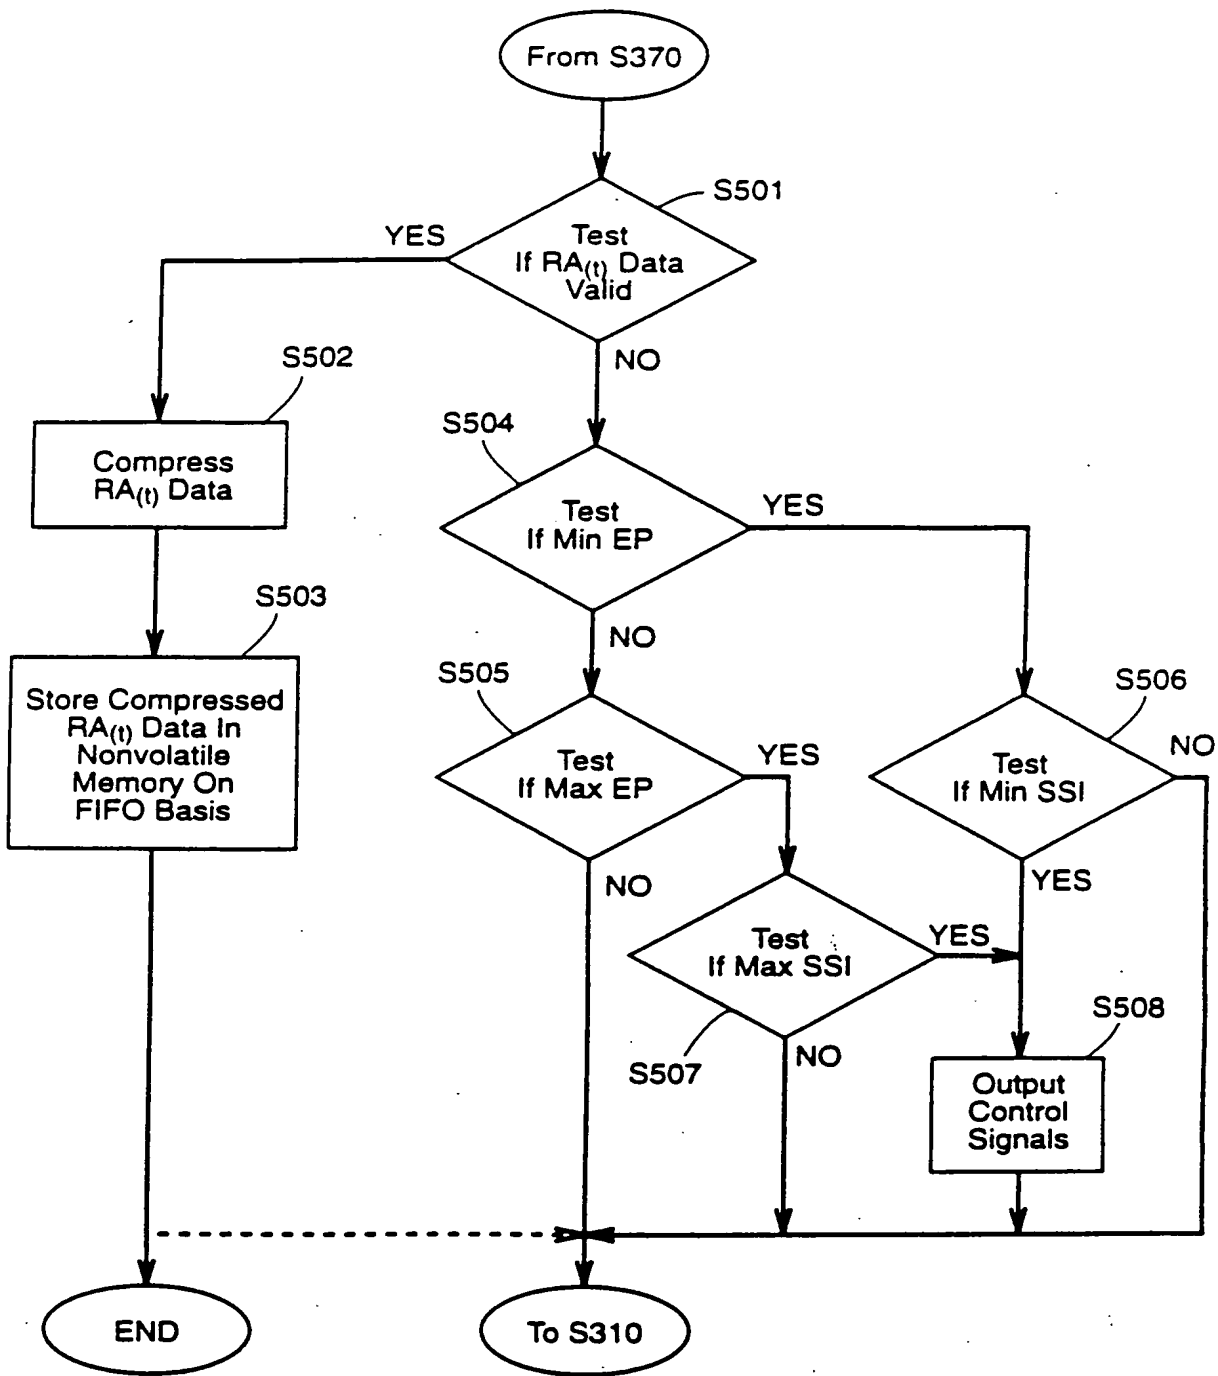 From S370
S501
Test
If RA(t) Data
Valid
YES
NO
S502
Compress
RA(t) Data
S504
Test
If Min EP
YES
NO
S503
Store Compressed
RA(t) Data In
Nonvolatile
Memory On
FIFO Basis
S505
Test
If Max EP
YES
NO
S506
Test
If Min SSI
NO
YES
Test
If Max SSI
YES
S507
NO
S508
Output
Control
Signals
END
To S310